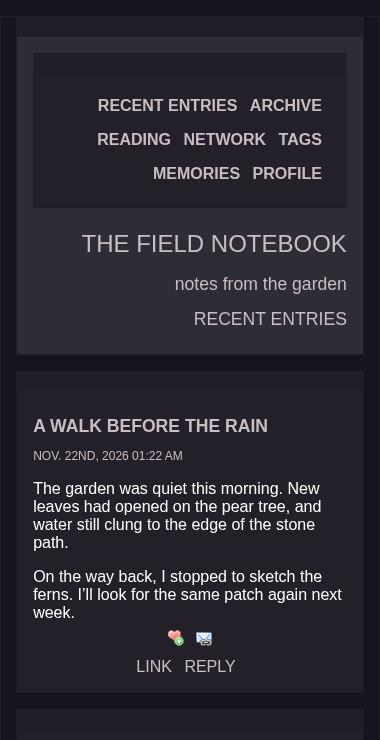 RECENT ENTRIES ARCHIVE
READING NETWORK TAGS
MEMORIES PROFILE
THE FIELD NOTEBOOK
notes from the garden
RECENT ENTRIES
A WALK BEFORE THE RAIN
NOV. 22ND, 2026 01:22 AM
The garden was quiet this morning. New
leaves had opened on the pear tree, and
water still clung to the edge of the stone
path.
On the way back, I stopped to sketch the
ferns. I’ll look for the same patch again next
week.
LINK REPLY